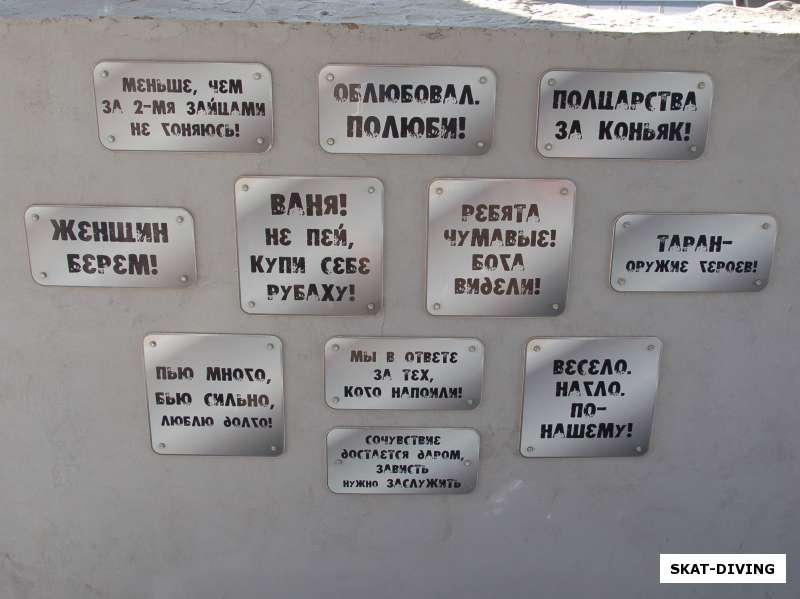 МЕНЬШЕ, ЧЕМ
ЗА 2-МЯ ЗАЙЦАМИ
НЕ ГОНЯЮСЬ!
ОБЛЮБОВАЛ.
ПОЛЮБИ!
ПОЛЦАРСТВА
ЗА КОНЬЯК!
ЖЕНЩИН
БЕРЕМ!
ВАНЯ!
НЕ ПЕЙ,
КУПИ СЕБЕ
РУБАХУ!
РЕБЯТА
ЧУМАВЫЕ!
БОГА
ВИДЕЛИ!
ТАРАН-
ОРУЖИЕ ГЕРОЕВ!
ПЬЮ МНОГО,
БЬЮ СИЛЬНО,
ЛЮБЛЮ ДОЛГО!
МЫ В ОТВЕТЕ
ЗА ТЕХ,
КОГО НАПОИЛИ!
ВЕСЕЛО.
НАГЛО.
ПО-
НАШЕМУ!
СОЧУВСТВИЕ
ДОСТАЕТСЯ ДАРОМ,
ЗАВИСТЬ
НУЖНО ЗАСЛУЖИТЬ
SKAT-DIVING